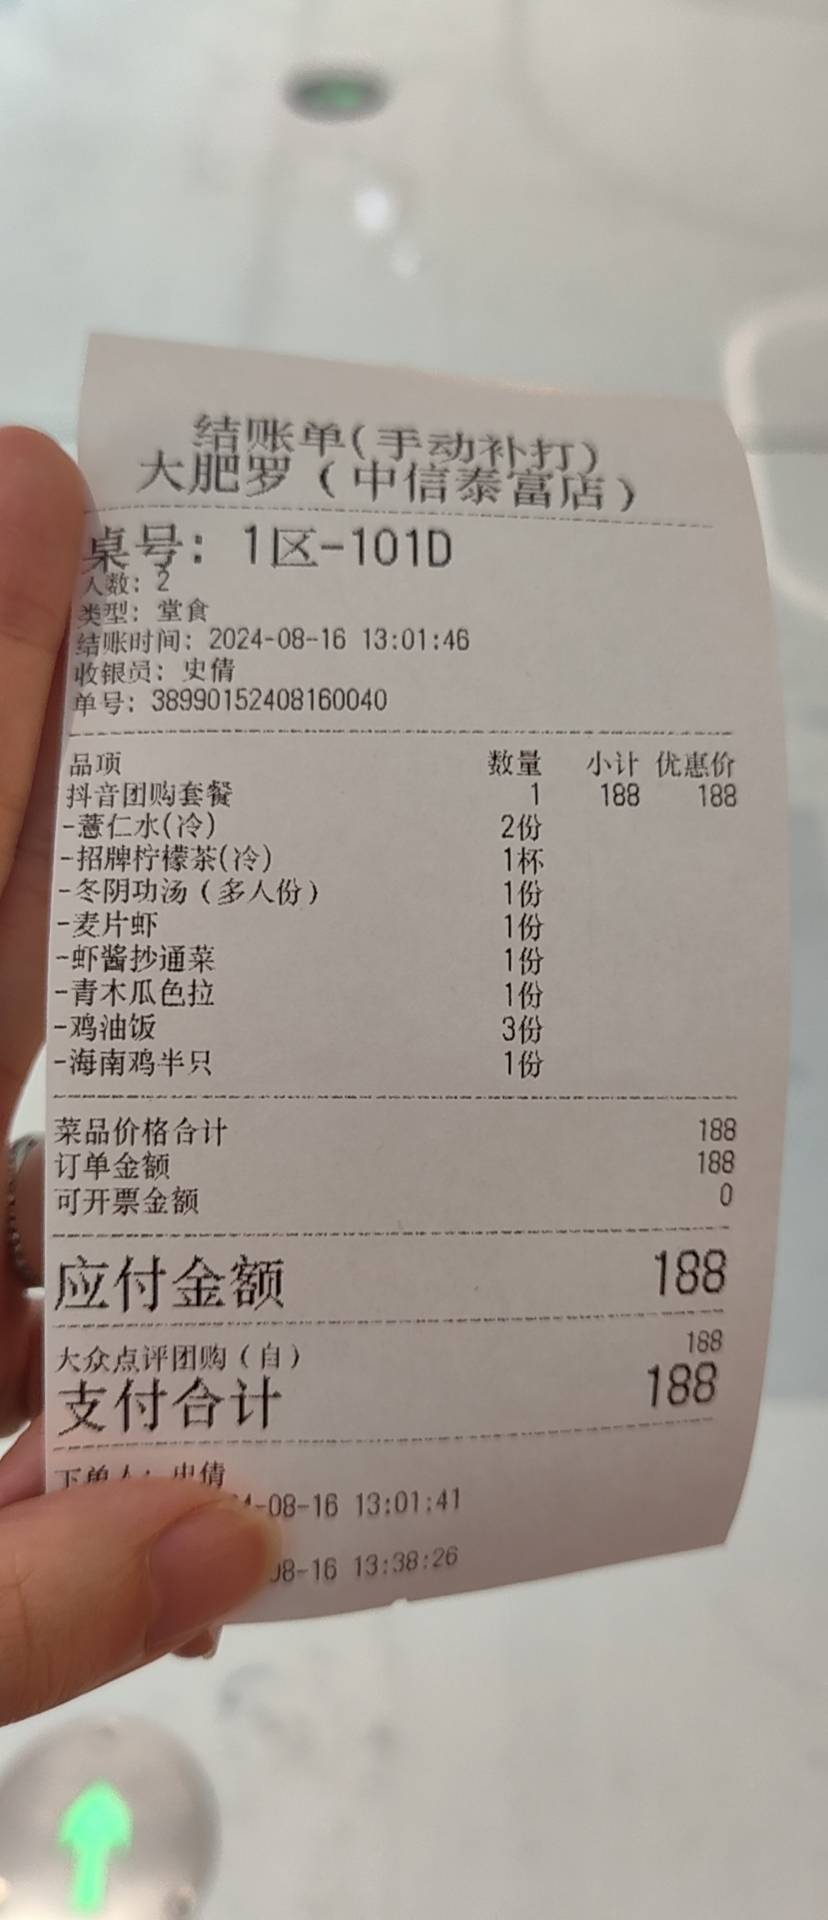 结账单(手动补打)
大肥罗（中信泰富店）
桌号: 1区-101D
人数: 2
类型: 堂食
结账时间: 2024-08-16 13:01:46
收银员: 史倩
单号: 38990152408160040
品项 数量 小计 优惠价
抖音团购套餐 1 188 188
-薏仁水(冷) 2份
-招牌柠檬茶(冷) 1杯
-冬阴功汤（多人份） 1份
-麦片虾 1份
-虾酱抄通菜 1份
-青木瓜色拉 1份
-鸡油饭 3份
-海南鸡半只 1份
菜品价格合计 188
订单金额 188
可开票金额 0
应付金额 188
大众点评团购（自） 188
支付合计 188
下单人: 史倩
4-08-16 13:01:41
08-16 13:38:26